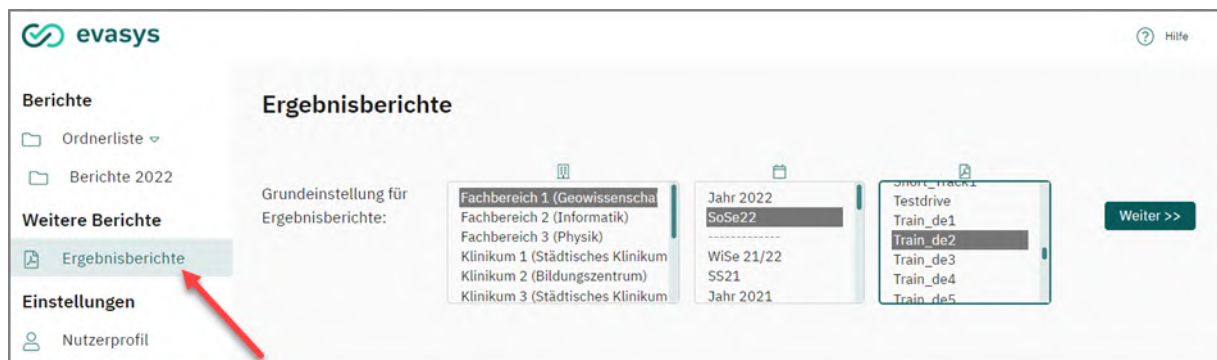 evasys
Hilfe
Berichte
Ordnerliste
Berichte 2022
Weitere Berichte
Ergebnisberichte
Einstellungen
Nutzerprofil
Ergebnisberichte
Grundeinstellung für
Ergebnisberichte:
Fachbereich 1 (Geowissenscha
Fachbereich 2 (Informatik)
Fachbereich 3 (Physik)
Klinikum 1 (Städtisches Klinikum
Klinikum 2 (Bildungszentrum)
Klinikum 3 (Städtisches Klinikum
Jahr 2022
SoSe22
-------------
WiSe 21/22
SS21
Jahr 2021
Short_Track1
Testdrive
Train_de1
Train_de2
Train_de3
Train_de4
Train_de5
Weiter >>